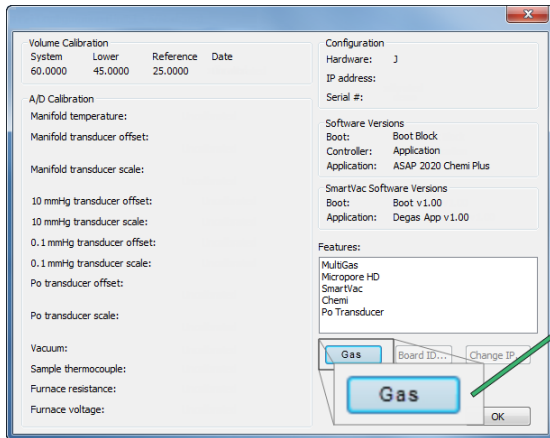 Volume Calibration
System Lower Reference Date
60.0000 45.0000 25.0000
A/D Calibration
Manifold temperature:
Manifold transducer offset:
Manifold transducer scale:
10 mmHg transducer offset:
10 mmHg transducer scale:
0.1 mmHg transducer offset:
0.1 mmHg transducer scale:
Po transducer offset:
Po transducer scale:
Vacuum:
Sample thermocouple:
Furnace resistance:
Furnace voltage:
Configuration
Hardware: J
IP address:
Serial #:
Software Versions
Boot: Boot Block
Controller: Application
Application: ASAP 2020 Chemi Plus
SmartVac Software Versions
Boot: Boot v1.00
Application: Degas App v1.00
Features:
MultiGas
Micropore HD
SmartVac
Chemi
Po Transducer
Gas Board ID... Change IP...
Gas
OK